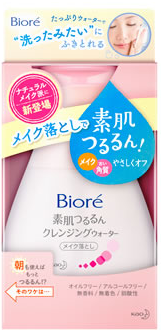 Bioré
たっぷりウォーターで
“洗ったみたい”に
ふきとれる
ナチュラル
メイク派に
新登場
メイク落としで
素肌
つるるん!
メイク
古い角質
やさしくオフ
Bioré
素肌つるるん
クレンジングウォーター
メイク落とし
朝も使えば
もっと
つるるん!?
そのワケは…
オイルフリー/アルコールフリー/
無香料/無着色/弱酸性
Kao